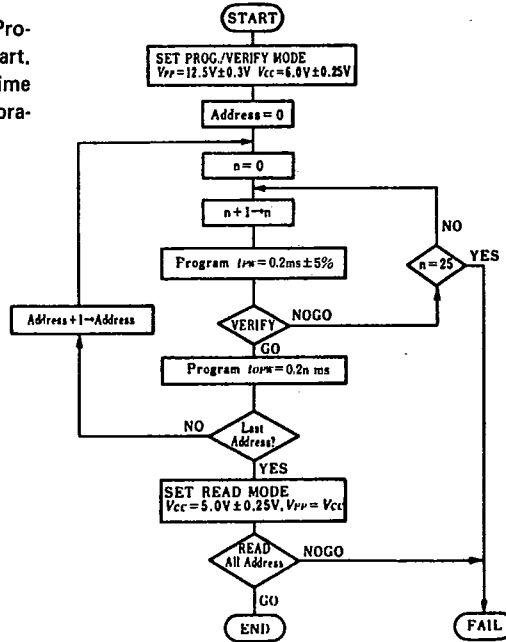 Pro-
art.
ime
ora-
START
SET PROG./VERIFY MODE
VPP=12.5V±0.3V VCC=6.0V±0.25V
Address=0
n=0
n+1→n
Program tPW=0.2ms±5%
VERIFY
NOGO
GO
n=25
NO
YES
Address+1→Address
Program tOPW=0.2n ms
Last
Address?
NO
YES
SET READ MODE
VCC=5.0V±0.25V, VPP=VCC
READ
All Address
NOGO
GO
END
FAIL